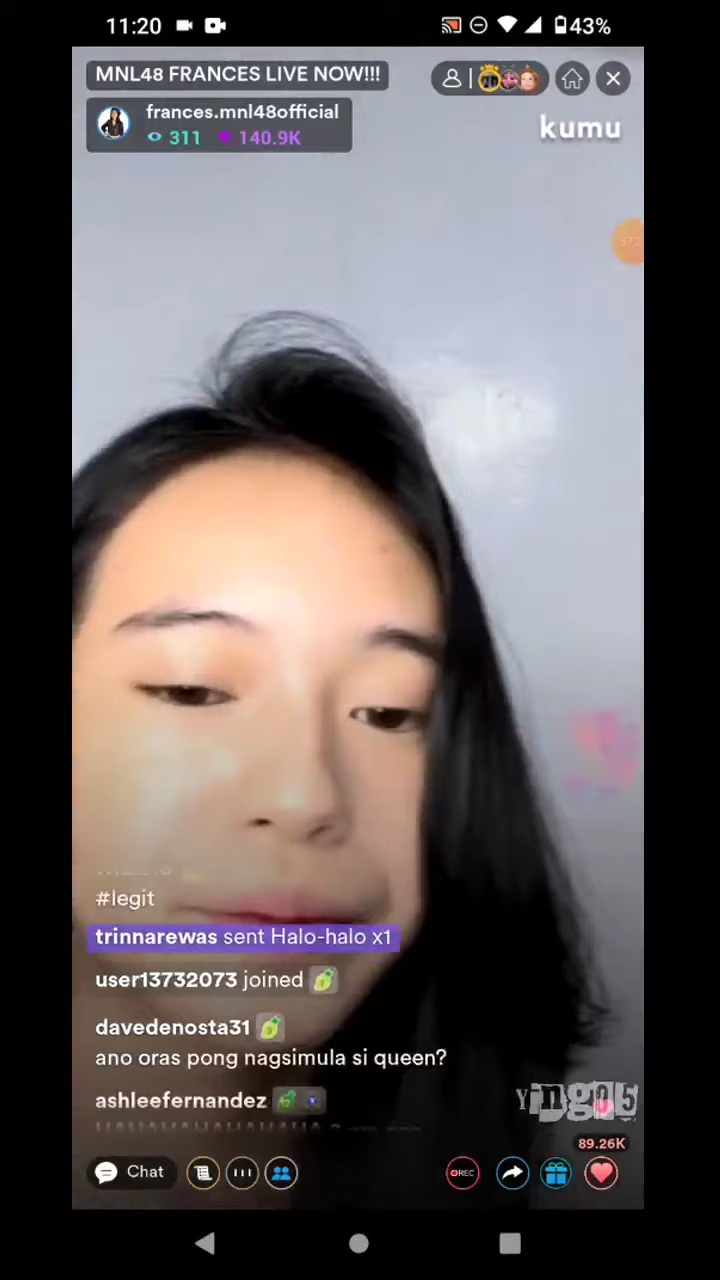 11:20
43%
MNL48 FRANCES LIVE NOW!!!
frances.mnl48official
311 140.9K
kumu
#legit
trinnarewas sent Halo-halo x1
user13732073 joined
davedenosta31
ano oras pong nagsimula si queen?
ashleefernandez
89.26K
Chat
REC